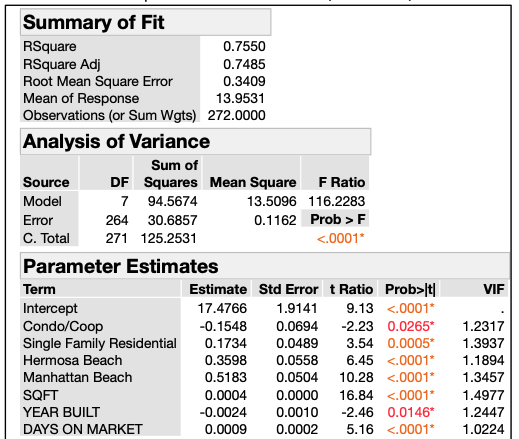 Summary of Fit
RSquare 0.7550
RSquare Adj 0.7485
Root Mean Square Error 0.3409
Mean of Response 13.9531
Observations (or Sum Wgts) 272.0000
Analysis of Variance
Sum of
Source DF Squares Mean Square F Ratio
Model 7 94.5674 13.5096 116.2283
Error 264 30.6857 0.1162 Prob > F
C. Total 271 125.2531 <.0001*
Parameter Estimates
Term Estimate Std Error t Ratio Prob>|t| VIF
Intercept 17.4766 1.9141 9.13 <.0001* .
Condo/Coop -0.1548 0.0694 -2.23 0.0265* 1.2317
Single Family Residential 0.1734 0.0489 3.54 0.0005* 1.3937
Hermosa Beach 0.3598 0.0558 6.45 <.0001* 1.1894
Manhattan Beach 0.5183 0.0504 10.28 <.0001* 1.3457
SQFT 0.0004 0.0000 16.84 <.0001* 1.4977
YEAR BUILT -0.0024 0.0010 -2.46 0.0146* 1.2447
DAYS ON MARKET 0.0009 0.0002 5.16 <.0001* 1.0224